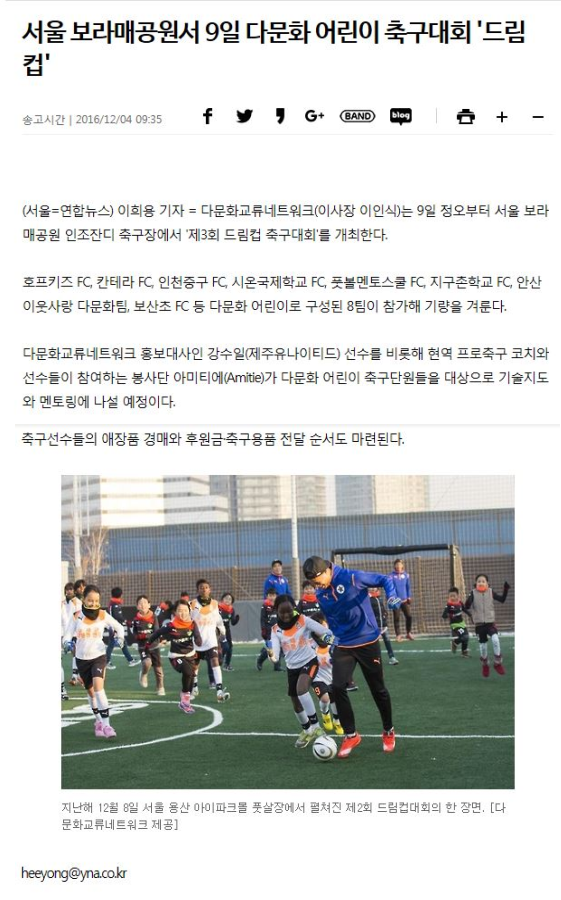 서울 보라매공원서 9일 다문화 어린이 축구대회 '드림
컵'
송고시간 | 2016/12/04 09:35
G+ BAND blog
(서울=연합뉴스) 이희용 기자 = 다문화교류네트워크(이사장 이인식)는 9일 정오부터 서울 보라
매공원 인조잔디 축구장에서 '제3회 드림컵 축구대회'를 개최한다.
호프키즈 FC, 칸테라 FC, 인천중구 FC, 시온국제학교 FC, 풋볼멘토스쿨 FC, 지구촌학교 FC, 안산
이웃사랑 다문화팀, 보산초 FC 등 다문화 어린이로 구성된 8팀이 참가해 기량을 겨룬다.
다문화교류네트워크 홍보대사인 강수일(제주유나이티드) 선수를 비롯해 현역 프로축구 코치와
선수들이 참여하는 봉사단 아미티에(Amitie)가 다문화 어린이 축구단원들을 대상으로 기술지도
와 멘토링에 나설 예정이다.
축구선수들의 애장품 경매와 후원금·축구용품 전달 순서도 마련된다.
지난해 12월 8일 서울 용산 아이파크몰 풋살장에서 펼쳐진 제2회 드림컵대회의 한 장면. [다
문화교류네트워크 제공]
heeyong@yna.co.kr